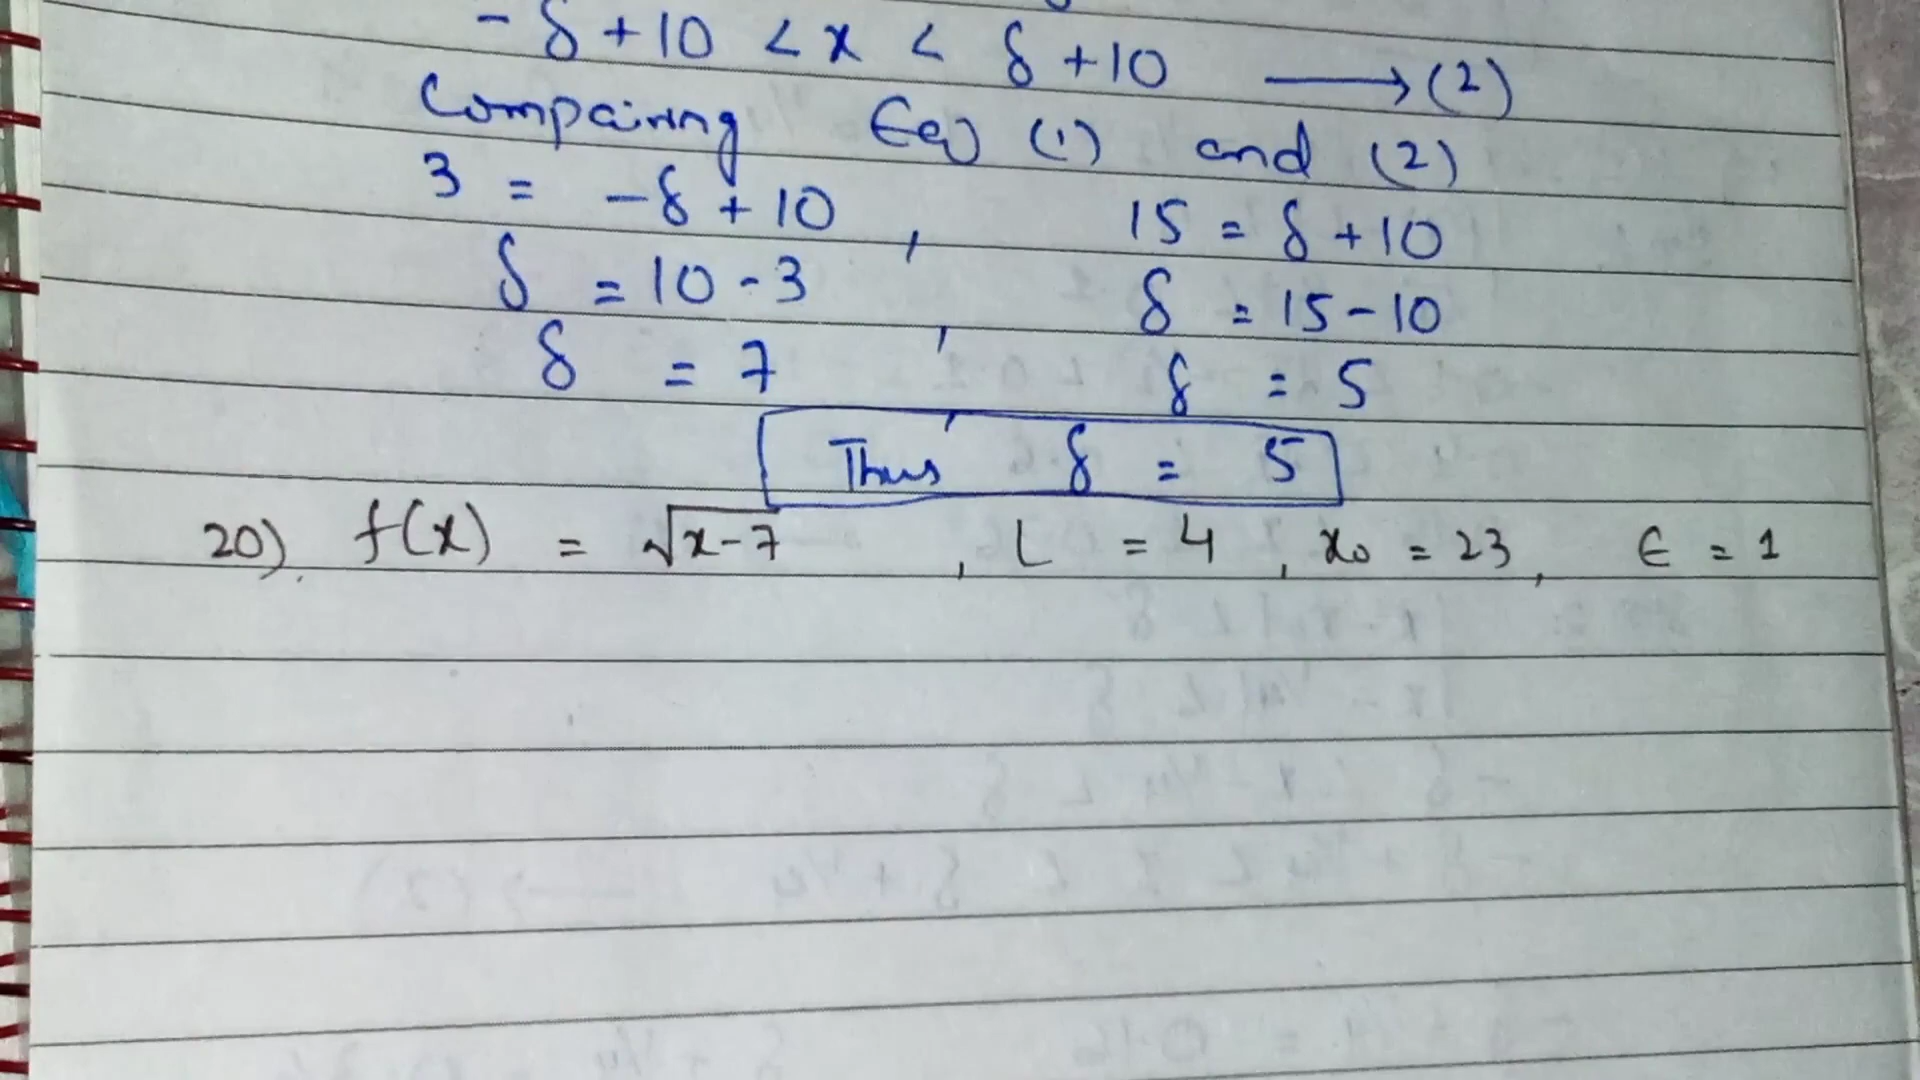 -δ+10 < x < δ+10 ⟶ (2)
Compairing Eq (1) and (2)
3 = -δ+10 , 15 = δ+10
δ = 10-3 , δ = 15-10
δ = 7 , δ = 5
Thus δ = 5
20) f(x) = √x-7 , L = 4 , x₀ = 23, ϵ = 1